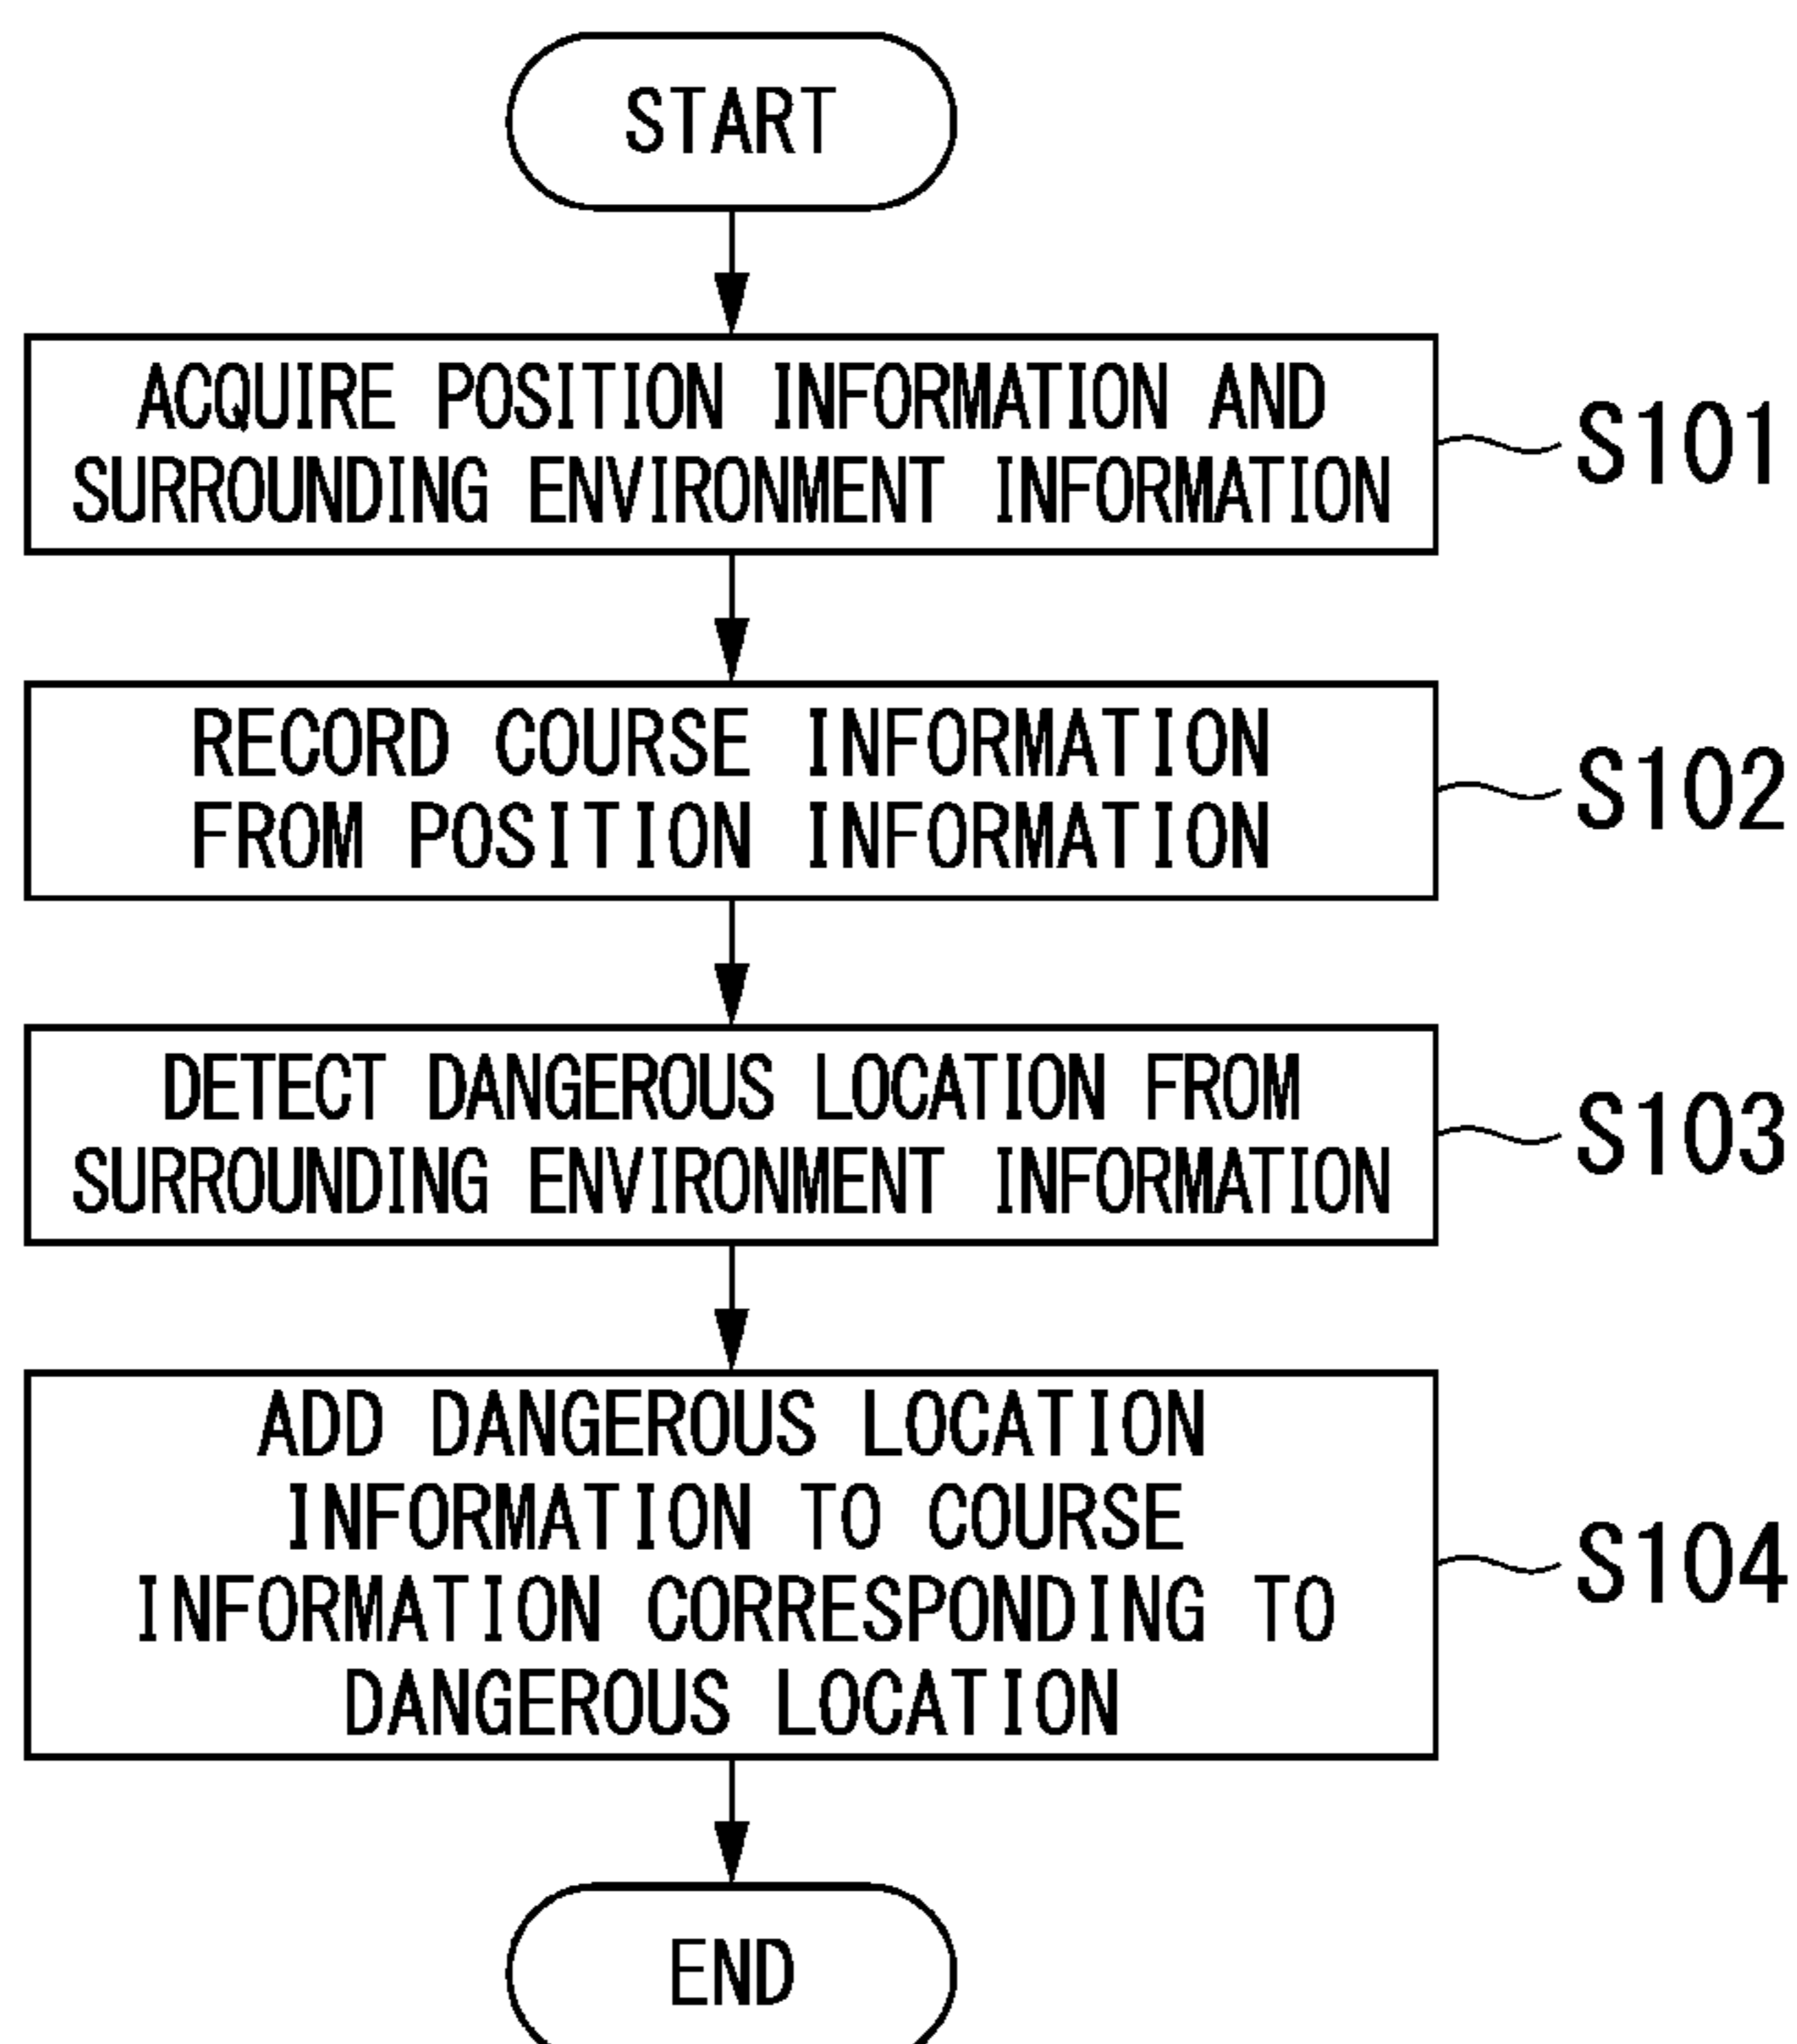 START
ACQUIRE POSITION INFORMATION AND
SURROUNDING ENVIRONMENT INFORMATION
S101
RECORD COURSE INFORMATION
FROM POSITION INFORMATION
S102
DETECT DANGEROUS LOCATION FROM
SURROUNDING ENVIRONMENT INFORMATION
S103
ADD DANGEROUS LOCATION
INFORMATION TO COURSE
INFORMATION CORRESPONDING TO
DANGEROUS LOCATION
S104
END